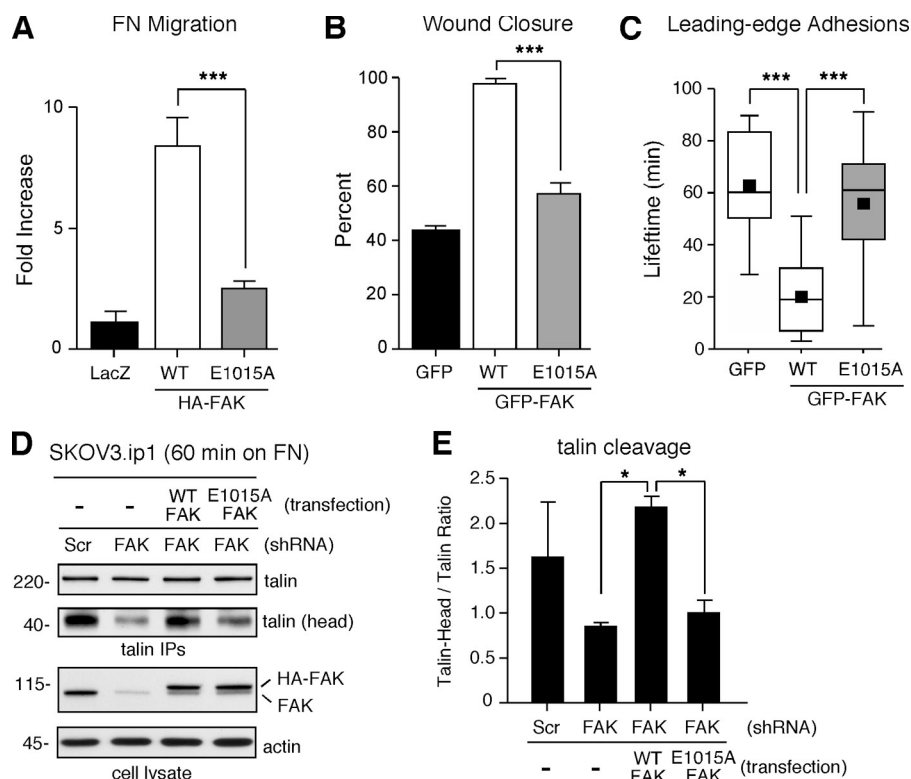 A
FN Migration
***
10
5
0
Fold Increase
LacZ
WT
E1015A
HA-FAK
B
Wound Closure
***
100
80
60
40
20
0
Percent
GFP
WT
E1015A
GFP-FAK
C
Leading-edge Adhesions
***
***
100
80
60
40
20
0
Lifeftime (min)
GFP
WT
E1015A
GFP-FAK
D
SKOV3.ip1 (60 min on FN)
- - WT FAK E1015A FAK (transfection)
Scr FAK FAK FAK (shRNA)
220- talin
40- talin (head)
talin IPs
115- HA-FAK
FAK
45- actin
cell lysate
E
talin cleavage
* *
2.5
2.0
1.5
1.0
0.5
0
Talin-Head / Talin Ratio
Scr FAK FAK FAK (shRNA)
- - WT FAK E1015A FAK (transfection)